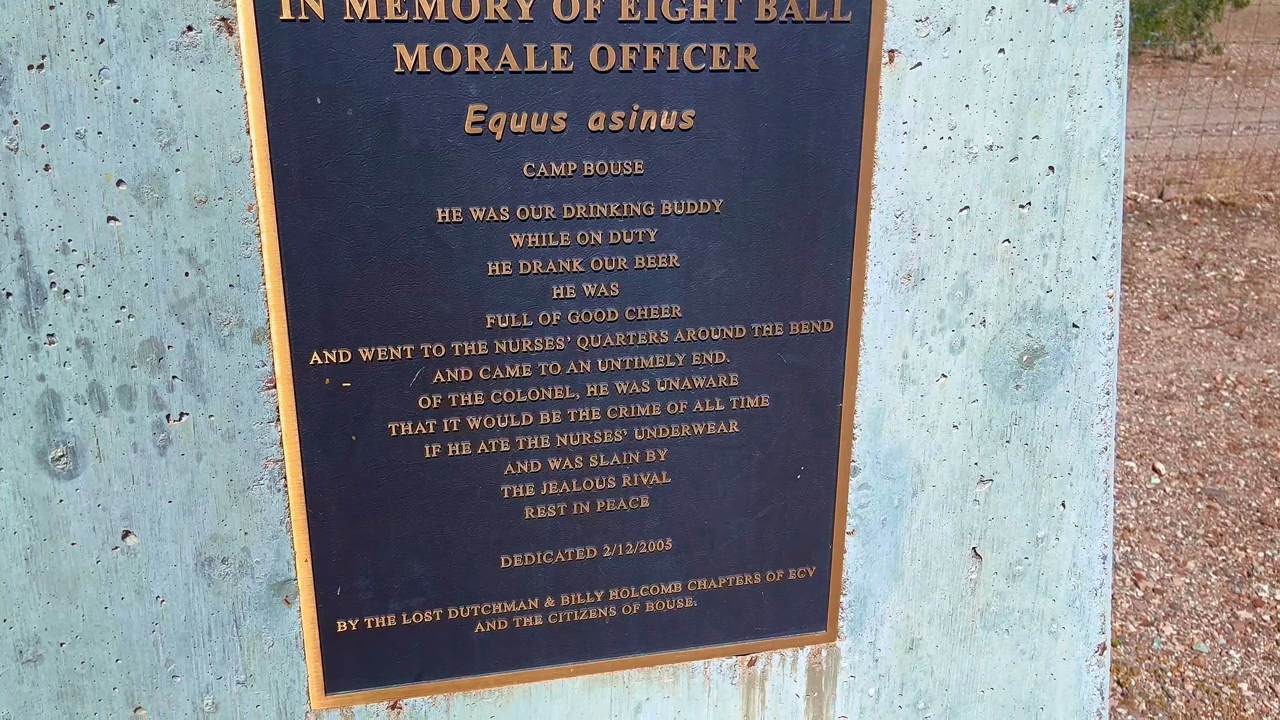 IN MEMORY OF EIGHT BALL
MORALE OFFICER
Equus asinus
CAMP BOUSE
HE WAS OUR DRINKING BUDDY
WHILE ON DUTY
HE DRANK OUR BEER
HE WAS
FULL OF GOOD CHEER
AND WENT TO THE NURSES' QUARTERS AROUND THE BEND
AND CAME TO AN UNTIMELY END.
OF THE COLONEL, HE WAS UNAWARE
THAT IT WOULD BE THE CRIME OF ALL TIME
IF HE ATE THE NURSES' UNDERWEAR
AND WAS SLAIN BY
THE JEALOUS RIVAL
REST IN PEACE
DEDICATED 2/12/2005
BY THE LOST DUTCHMAN & BILLY HOLCOMB CHAPTERS OF ECV
AND THE CITIZENS OF BOUSE.